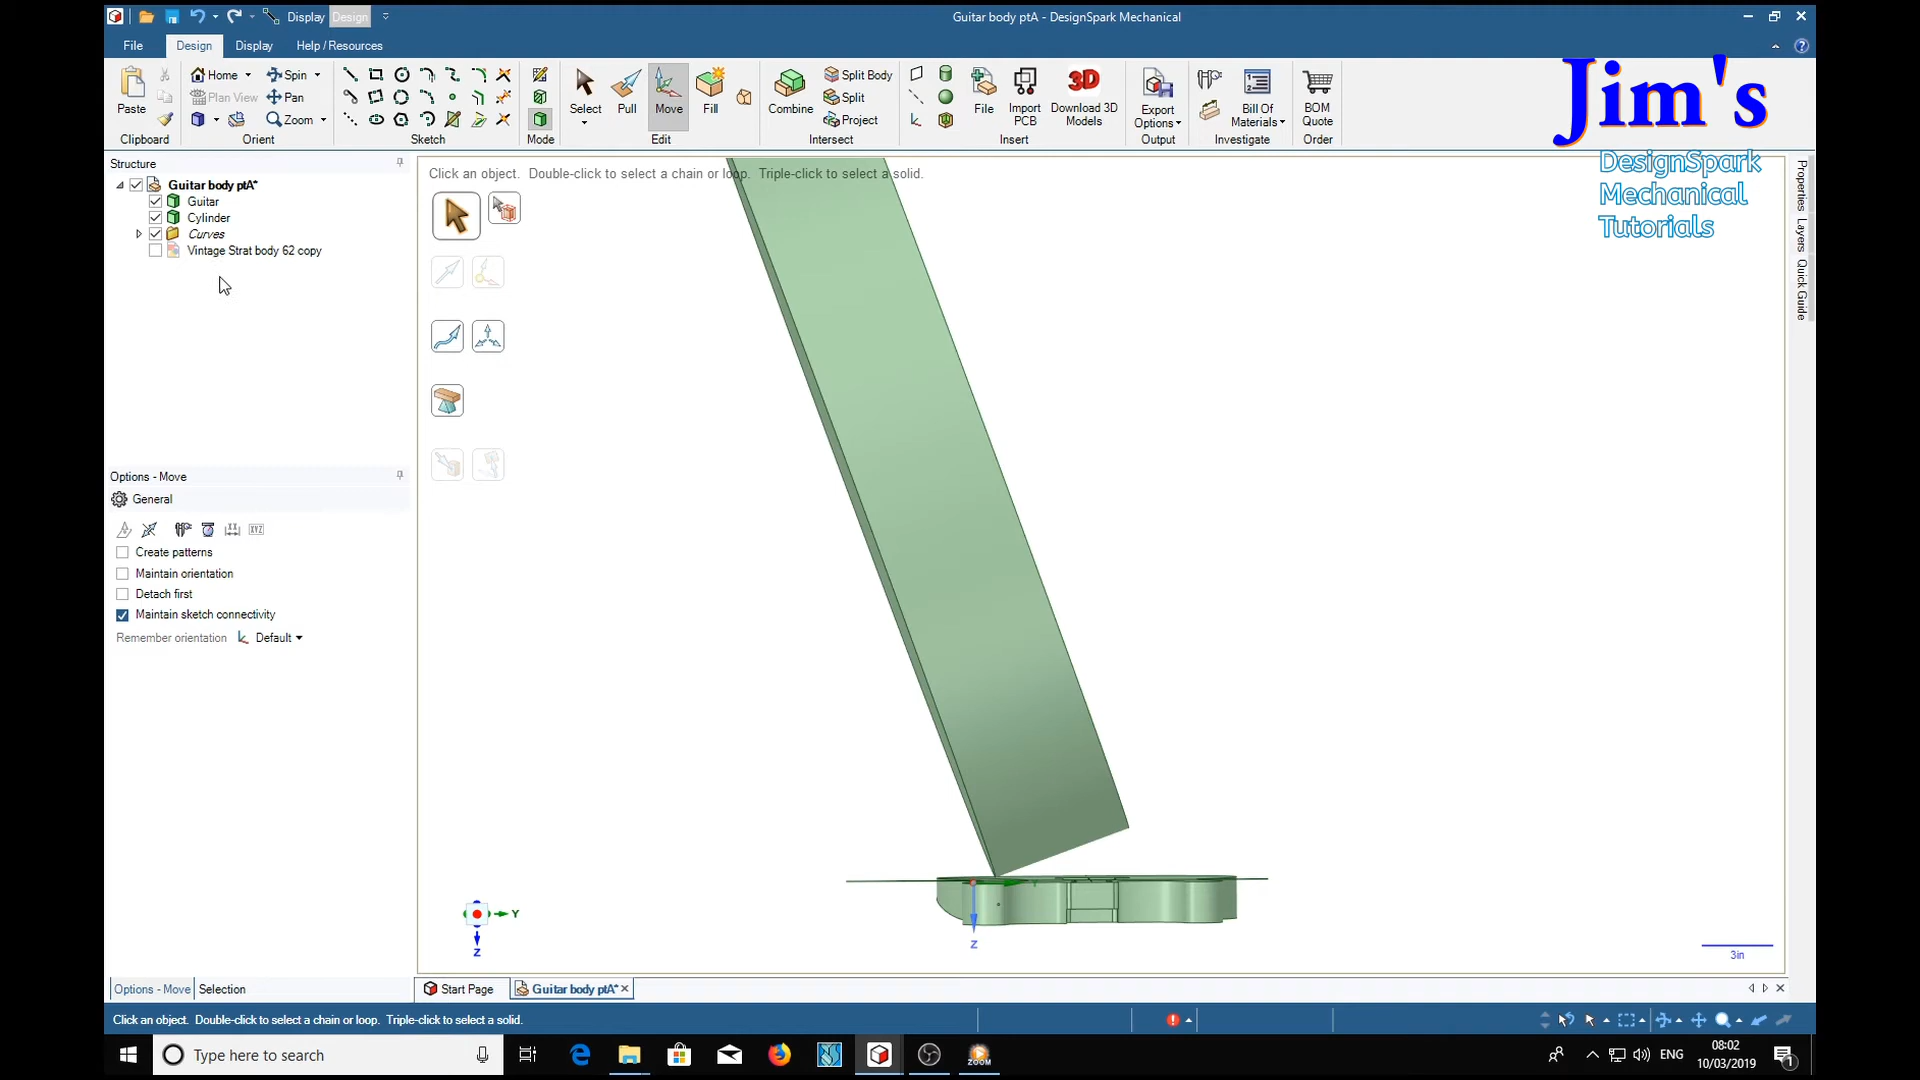 Display Design
Guitar body ptA - DesignSpark Mechanical
File Design Display Help / Resources
Paste
Clipboard
Home Spin
Plan View Pan
Zoom
Orient
Sketch
Mode
Select Pull Move Fill
Edit
Combine
Split Body
Split
Project
Intersect
File Import PCB Download 3D Models
3D
Insert
Export Options
Output
Bill Of Materials
Investigate
BOM Quote
Order
Jim's
DesignSpark
Mechanical
Tutorials
Structure
Guitar body ptA*
Guitar
Cylinder
Curves
Vintage Strat body 62 copy
Click an object. Double-click to select a chain or loop. Triple-click to select a solid.
Properties
Layers
Quick Guide
Options - Move
General
XYZ
Create patterns
Maintain orientation
Detach first
Maintain sketch connectivity
Remember orientation Default
Y
Z
Z
3in
Options - Move Selection
Start Page Guitar body ptA*
Click an object. Double-click to select a chain or loop. Triple-click to select a solid.
Type here to search
ZOOM
ENG
08:02
10/03/2019
1